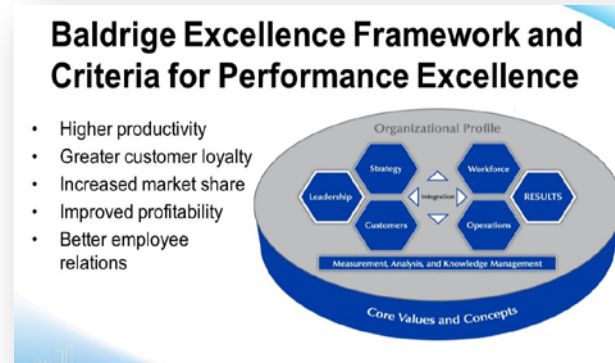 Baldrige Excellence Framework and
Criteria for Performance Excellence
• Higher productivity
• Greater customer loyalty
• Increased market share
• Improved profitability
• Better employee
relations
Organizational Profile
Strategy
Workforce
Leadership
Integration
RESULTS
Customers
Operations
Measurement, Analysis, and Knowledge Management
Core Values and Concepts